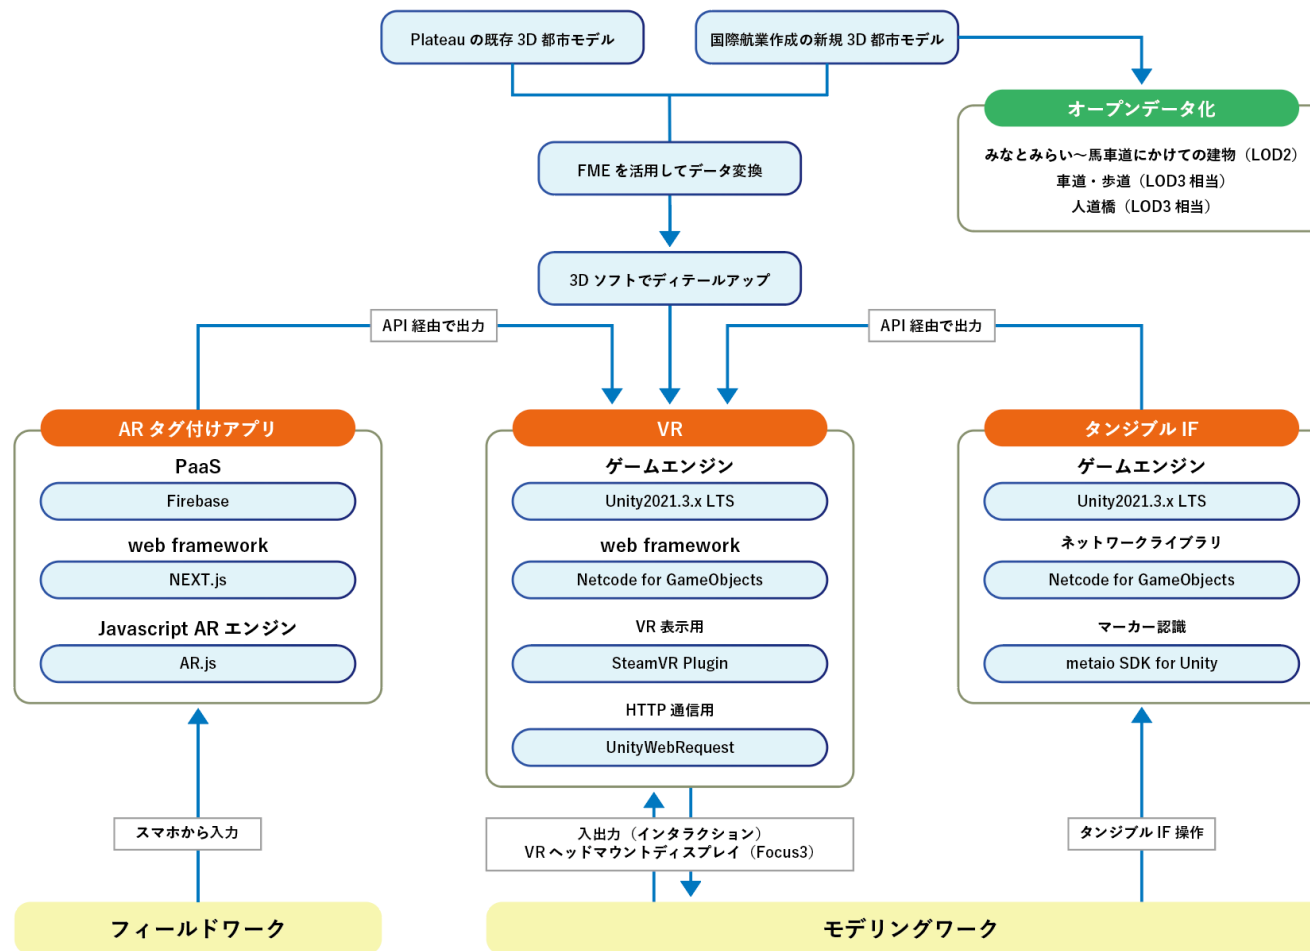 Plateau の既存 3D 都市モデル
国際航業作成の新規 3D 都市モデル
オープンデータ化
みなとみらい～馬車道にかけての建物（LOD2）
車道・歩道（LOD3 相当）
人道橋（LOD3 相当）
FME を活用してデータ変換
3D ソフトでディテールアップ
API 経由で出力
API 経由で出力
AR タグ付けアプリ
PaaS
Firebase
web framework
NEXT.js
Javascript AR エンジン
AR.js
VR
ゲームエンジン
Unity2021.3.x LTS
web framework
Netcode for GameObjects
VR 表示用
SteamVR Plugin
HTTP 通信用
UnityWebRequest
タンジブル IF
ゲームエンジン
Unity2021.3.x LTS
ネットワークライブラリ
Netcode for GameObjects
マーカー認識
metaio SDK for Unity
スマホから入力
入出力（インタラクション）
VR ヘッドマウントディスプレイ（Focus3）
タンジブル IF 操作
フィールドワーク
モデリングワーク